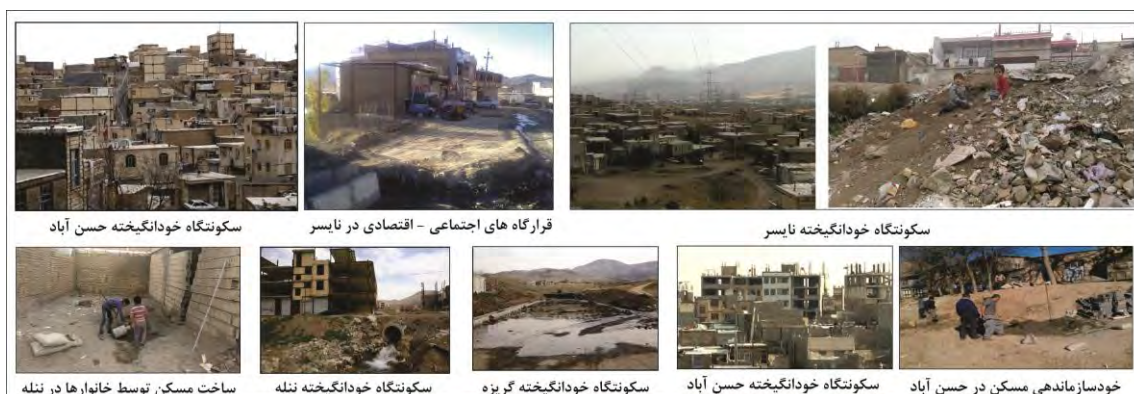 سکونتگاه خودانگیخته نایسر
قرارگاه های اجتماعی - اقتصادی در نایسر
سکونتگاه خودانگیخته حسن آباد
خودسازماندهی مسکن در حسن آباد
سکونتگاه خودانگیخته حسن آباد
سکونتگاه خودانگیخته گریزه
سکونتگاه خودانگیخته ننله
ساخت مسکن توسط خانوارها در ننله